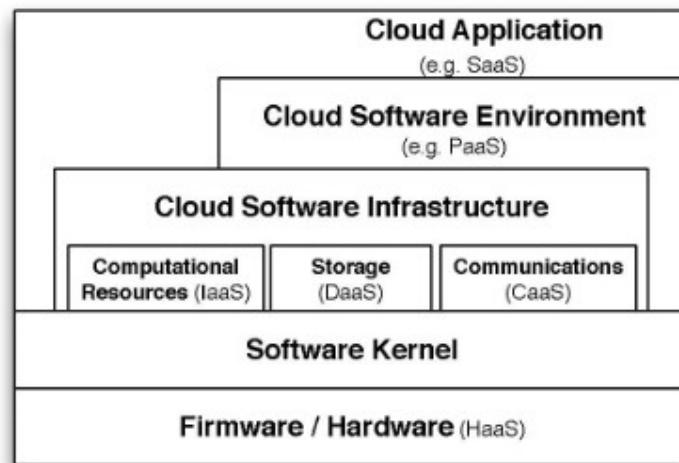 Cloud Application
(e.g. SaaS)
Cloud Software Environment
(e.g. PaaS)
Cloud Software Infrastructure
Computational
Resources (IaaS)
Storage
(DaaS)
Communications
(CaaS)
Software Kernel
Firmware / Hardware (HaaS)